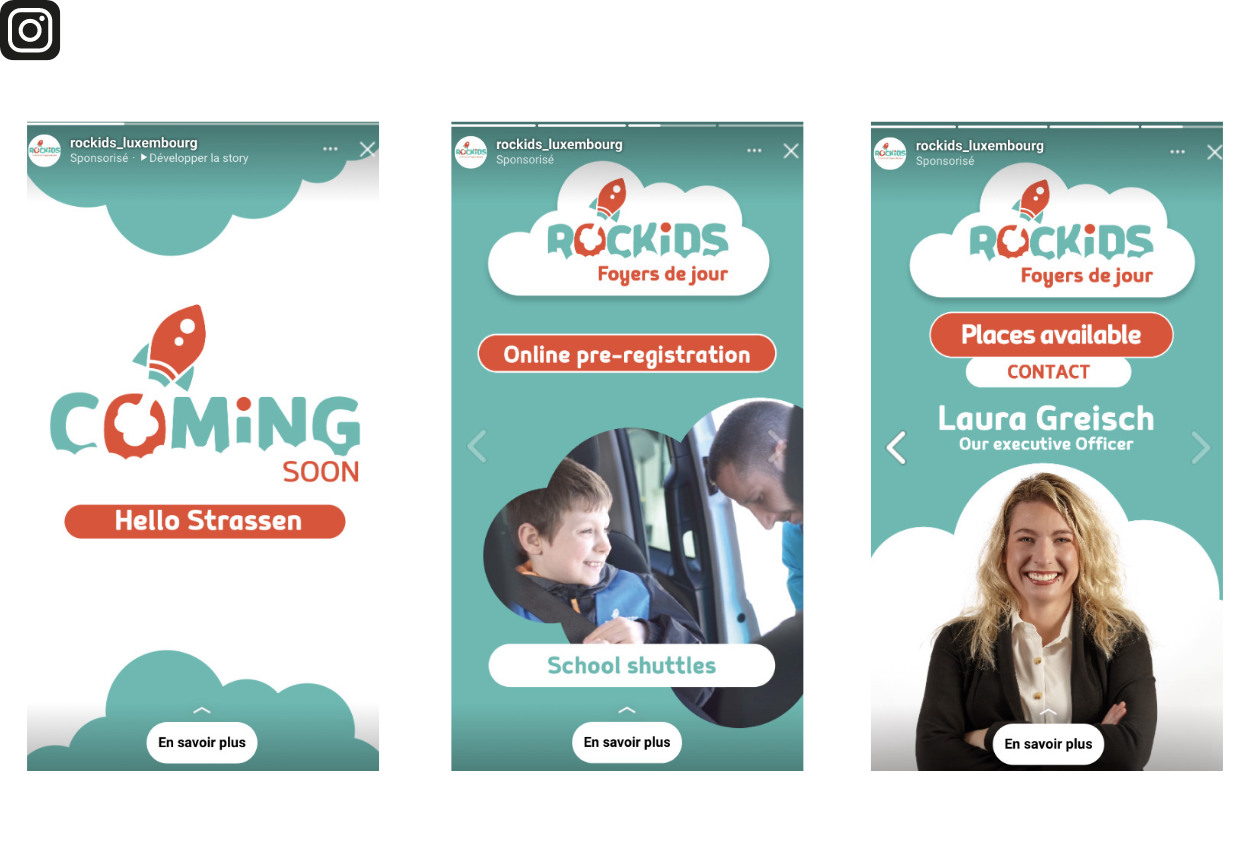 rockids_luxembourg
Sponsorisé · Développer la story
COMiNG
SOON
Hello Strassen
En savoir plus
rockids_luxembourg
Sponsorisé
ROCKiDS
Foyers de jour
Online pre-registration
School shuttles
En savoir plus
rockids_luxembourg
Sponsorisé
ROCKiDS
Foyers de jour
Places available
CONTACT
Laura Greisch
Our executive Officer
En savoir plus